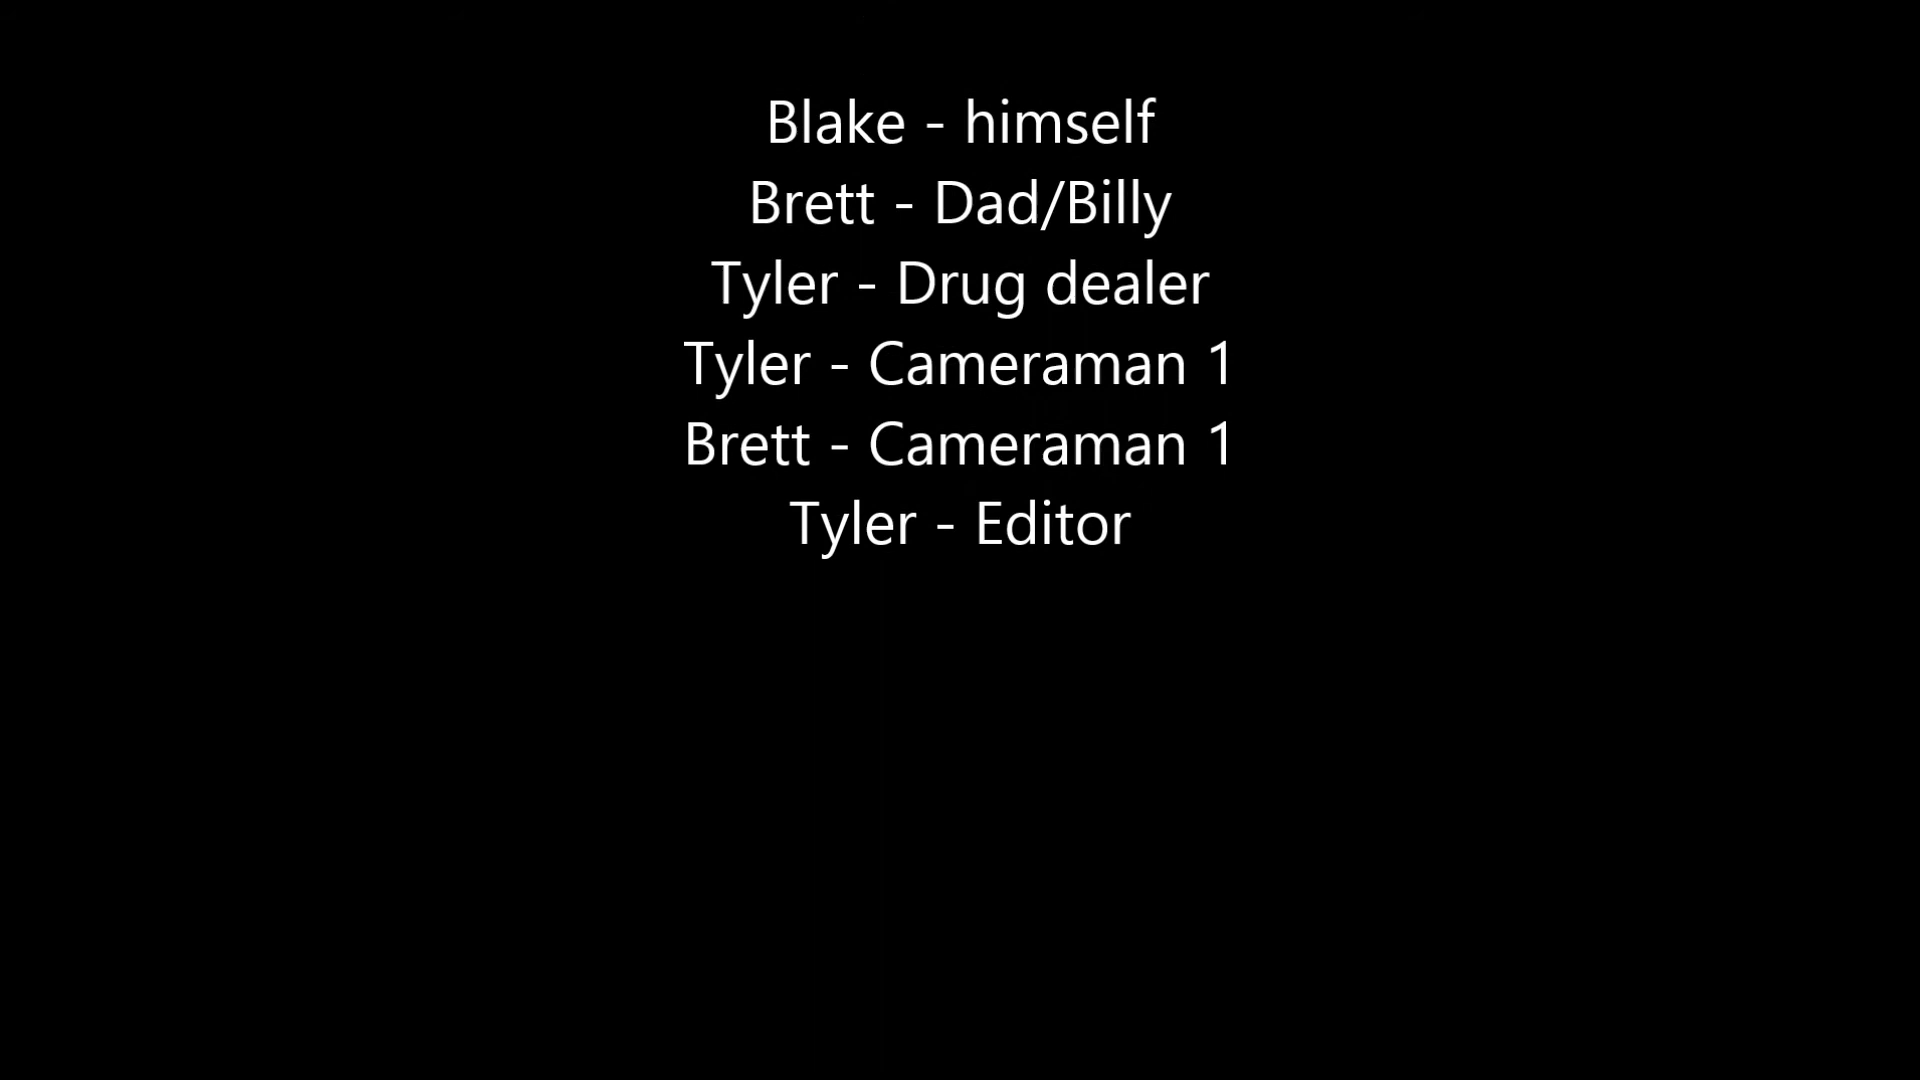 Blake - himself
Brett - Dad/Billy
Tyler - Drug dealer
Tyler - Cameraman 1
Brett - Cameraman 1
Tyler - Editor